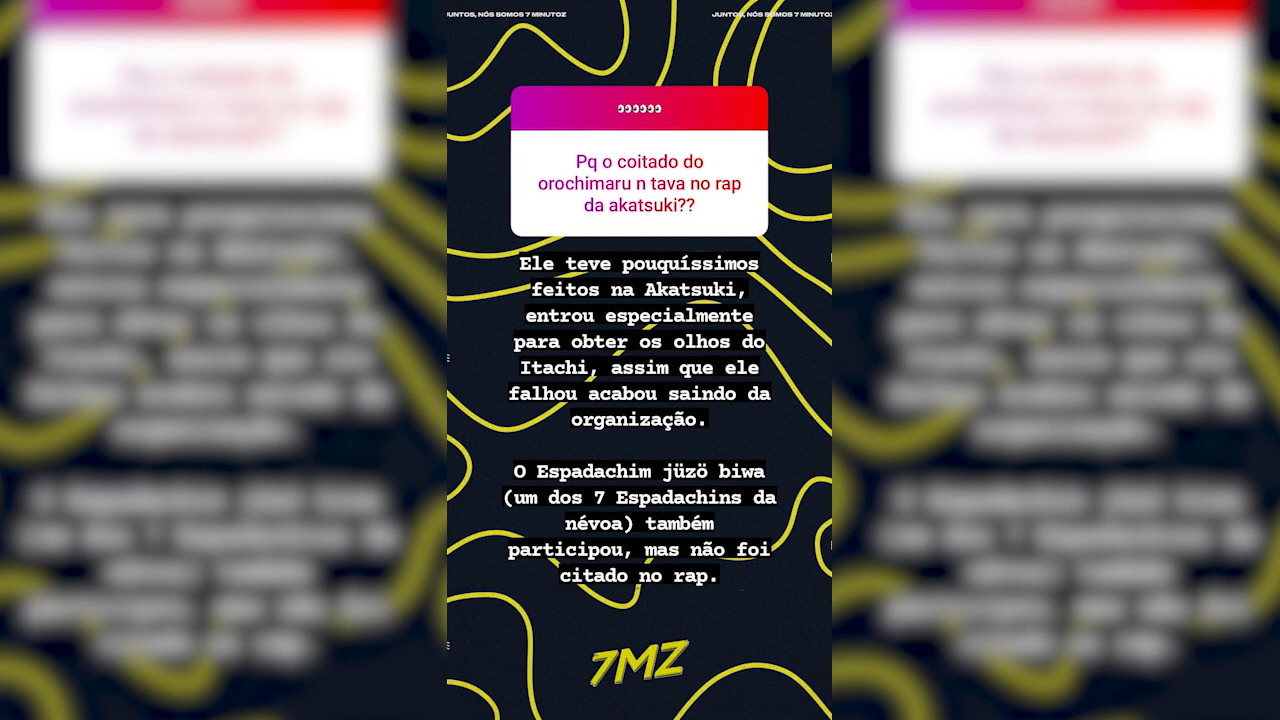 JUNTOS, NÓS SOMOS 7 MINUTOZ
JUNTOS, NÓS SOMOS 7 MINUTOZ
Pq o coitado do
orochimaru n tava no rap
da akatsuki??
Ele teve pouquíssimos
feitos na Akatsuki,
entrou especialmente
para obter os olhos do
Itachi, assim que ele
falhou acabou saindo da
organização.
O Espadachim jüzö biwa
(um dos 7 Espadachins da
névoa) também
participou, mas não foi
citado no rap.
7MZ